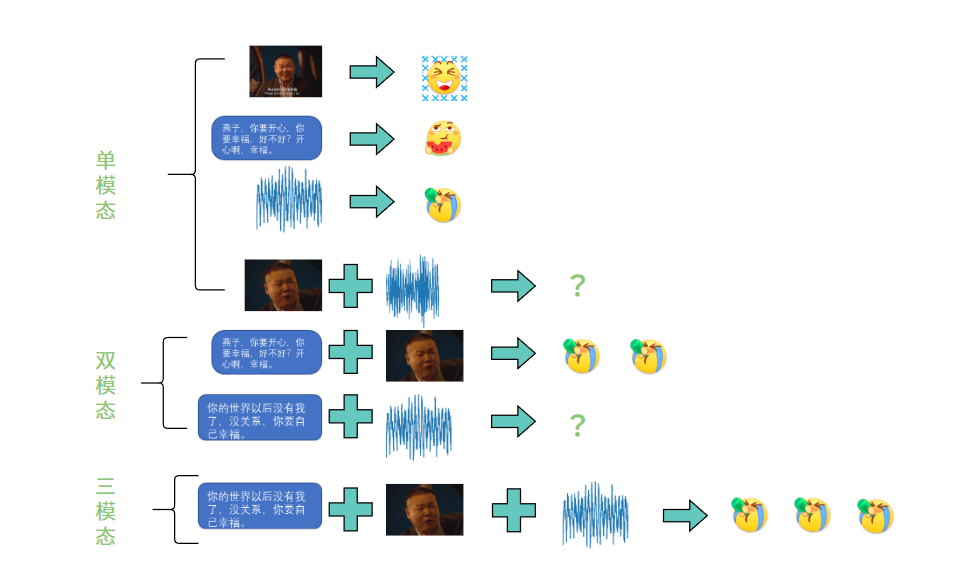 单
模
态
燕子，你要开心，你
要幸福，好不好？开
心啊，幸福。
?
双
模
态
燕子，你要开心，你
要幸福，好不好？开
心啊，幸福。
你的世界以后没有我
了，没关系，你要自
己幸福。
?
三
模
态
你的世界以后没有我
了，没关系，你要自
己幸福。